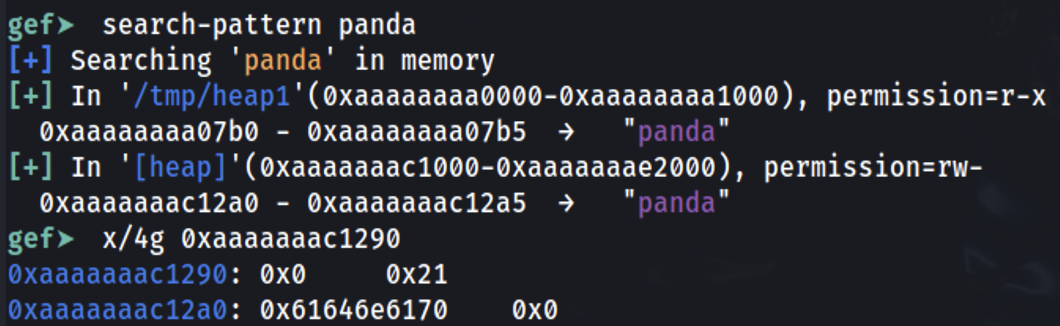 gef➤  search-pattern panda
[+] Searching 'panda' in memory
[+] In '/tmp/heap1'(0xaaaaaaaa0000-0xaaaaaaaa1000), permission=r-x
  0xaaaaaaaa07b0 - 0xaaaaaaaa07b5  →   "panda"
[+] In '[heap]'(0xaaaaaaac1000-0xaaaaaaae2000), permission=rw-
  0xaaaaaaac12a0 - 0xaaaaaaac12a5  →   "panda"
gef➤  x/4g 0xaaaaaaac1290
0xaaaaaaac1290: 0x0     0x21
0xaaaaaaac12a0: 0x61646e6170    0x0